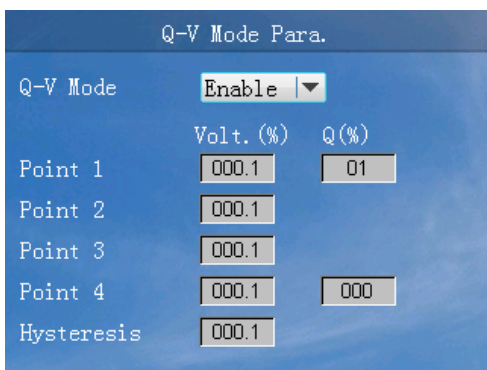 Q-V Mode Para.
Q-V Mode Enable
Volt.(%) Q(%)
Point 1 000.1 01
Point 2 000.1
Point 3 000.1
Point 4 000.1 000
Hysteresis 000.1